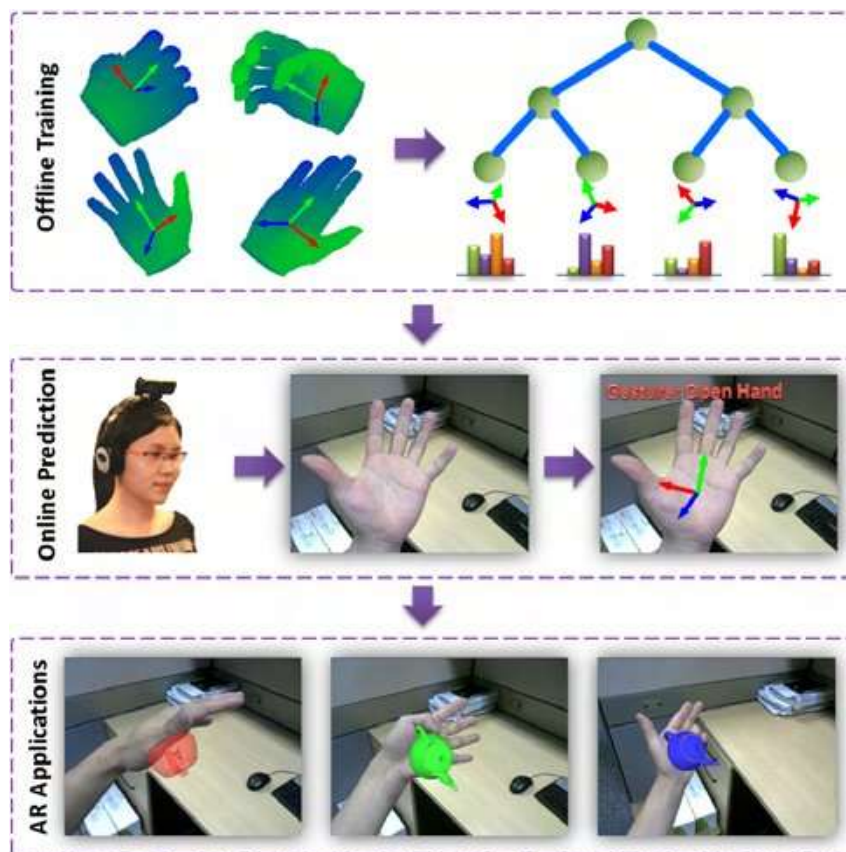 Offline Training
Online Prediction
Gesture: Open Hand
AR Applications